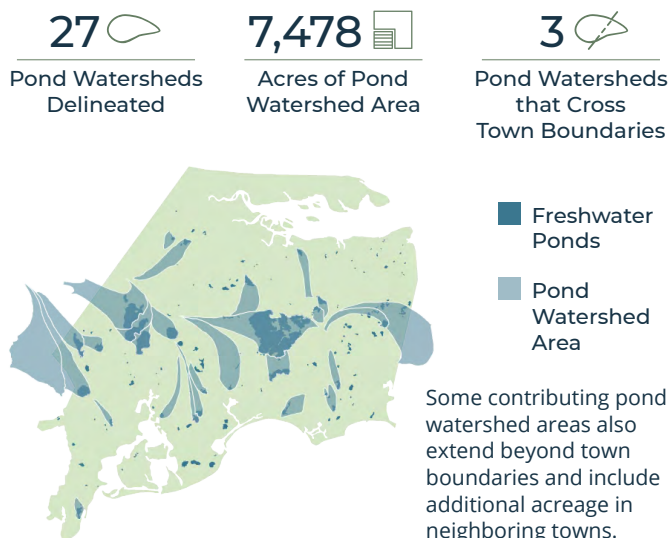 27
Pond Watersheds
Delineated
7,478
Acres of Pond
Watershed Area
3
Pond Watersheds
that Cross
Town Boundaries
Freshwater
Ponds
Pond
Watershed
Area
Some contributing pond
watershed areas also
extend beyond town
boundaries and include
additional acreage in
neighboring towns.